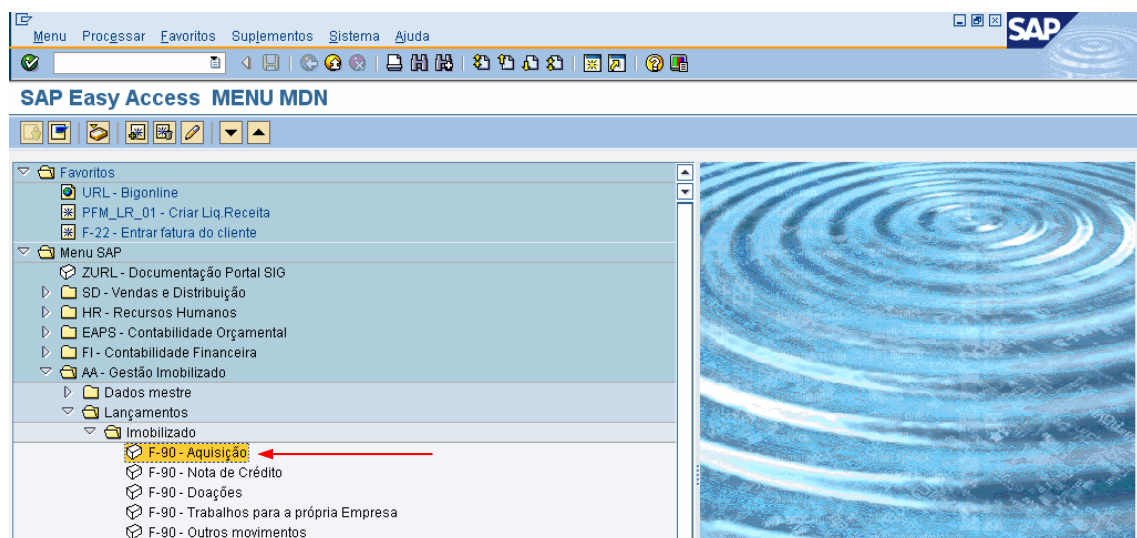 Menu Processar Favoritos Suplementos Sistema Ajuda
SAP
SAP Easy Access MENU MDN
Favoritos
URL - Bigonline
PFM_LR_01 - Criar Liq.Receita
F-22 - Entrar fatura do cliente
Menu SAP
ZURL - Documentação Portal SIG
SD - Vendas e Distribuição
HR - Recursos Humanos
EAPS - Contabilidade Orçamental
FI - Contabilidade Financeira
AA - Gestão Imobilizado
Dados mestre
Lançamentos
Imobilizado
F-90 - Aquisição
F-90 - Nota de Crédito
F-90 - Doações
F-90 - Trabalhos para a própria Empresa
F-90 - Outros movimentos